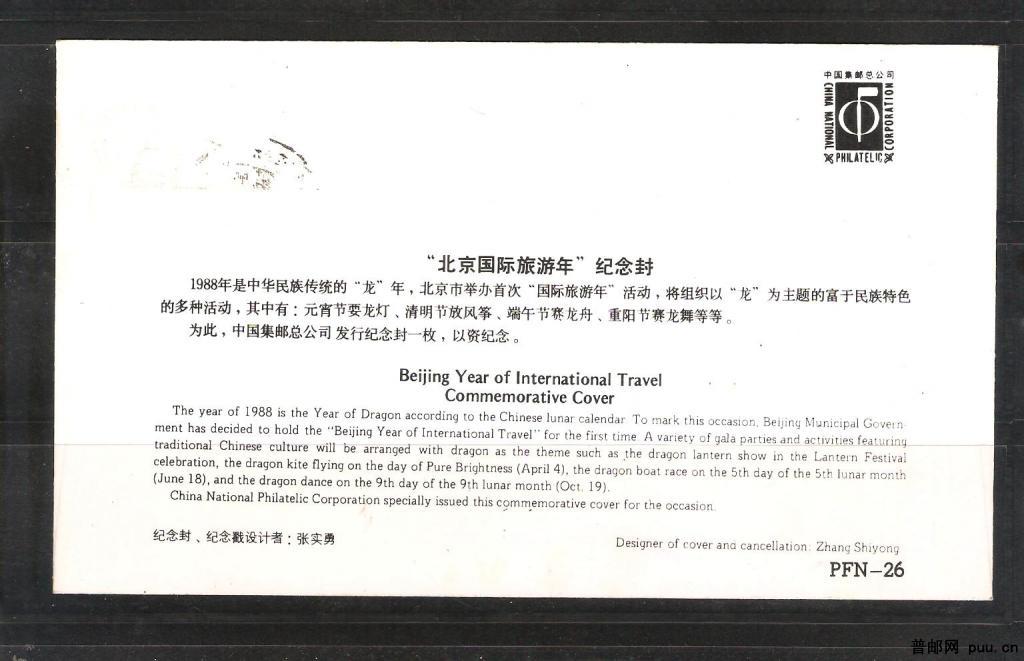 中国集邮总公司
CHINA NATIONAL
PHILATELIC
CORPORATION
“北京国际旅游年”纪念封
1988年是中华民族传统的“龙”年，北京市举办首次“国际旅游年”活动，将组织以“龙”为主题的富于民族特色
的多种活动，其中有：元宵节耍龙灯、清明节放风筝、端午节赛龙舟、重阳节赛龙舞等等。
为此，中国集邮总公司发行纪念封一枚，以资纪念。
Beijing Year of International Travel
Commemorative Cover
The year of 1988 is the Year of Dragon according to the Chinese lunar calendar. To mark this occasion, Beijing Municipal Govern-
ment has decided to hold the “Beijing Year of International Travel” for the first time. A variety of gala parties and activities featuring
traditional Chinese culture will be arranged with dragon as the theme such as the dragon lantern show in the Lantern Festival
celebration, the dragon kite flying on the day of Pure Brightness (April 4), the dragon boat race on the 5th day of the 5th lunar month
(June 18), and the dragon dance on the 9th day of the 9th lunar month (Oct. 19).
China National Philatelic Corporation specially issued this commemorative cover for the occasion.
纪念封、纪念戳设计者：张实勇
Designer of cover and cancellation: Zhang Shiyong
PFN-26
普邮网 puu.cn